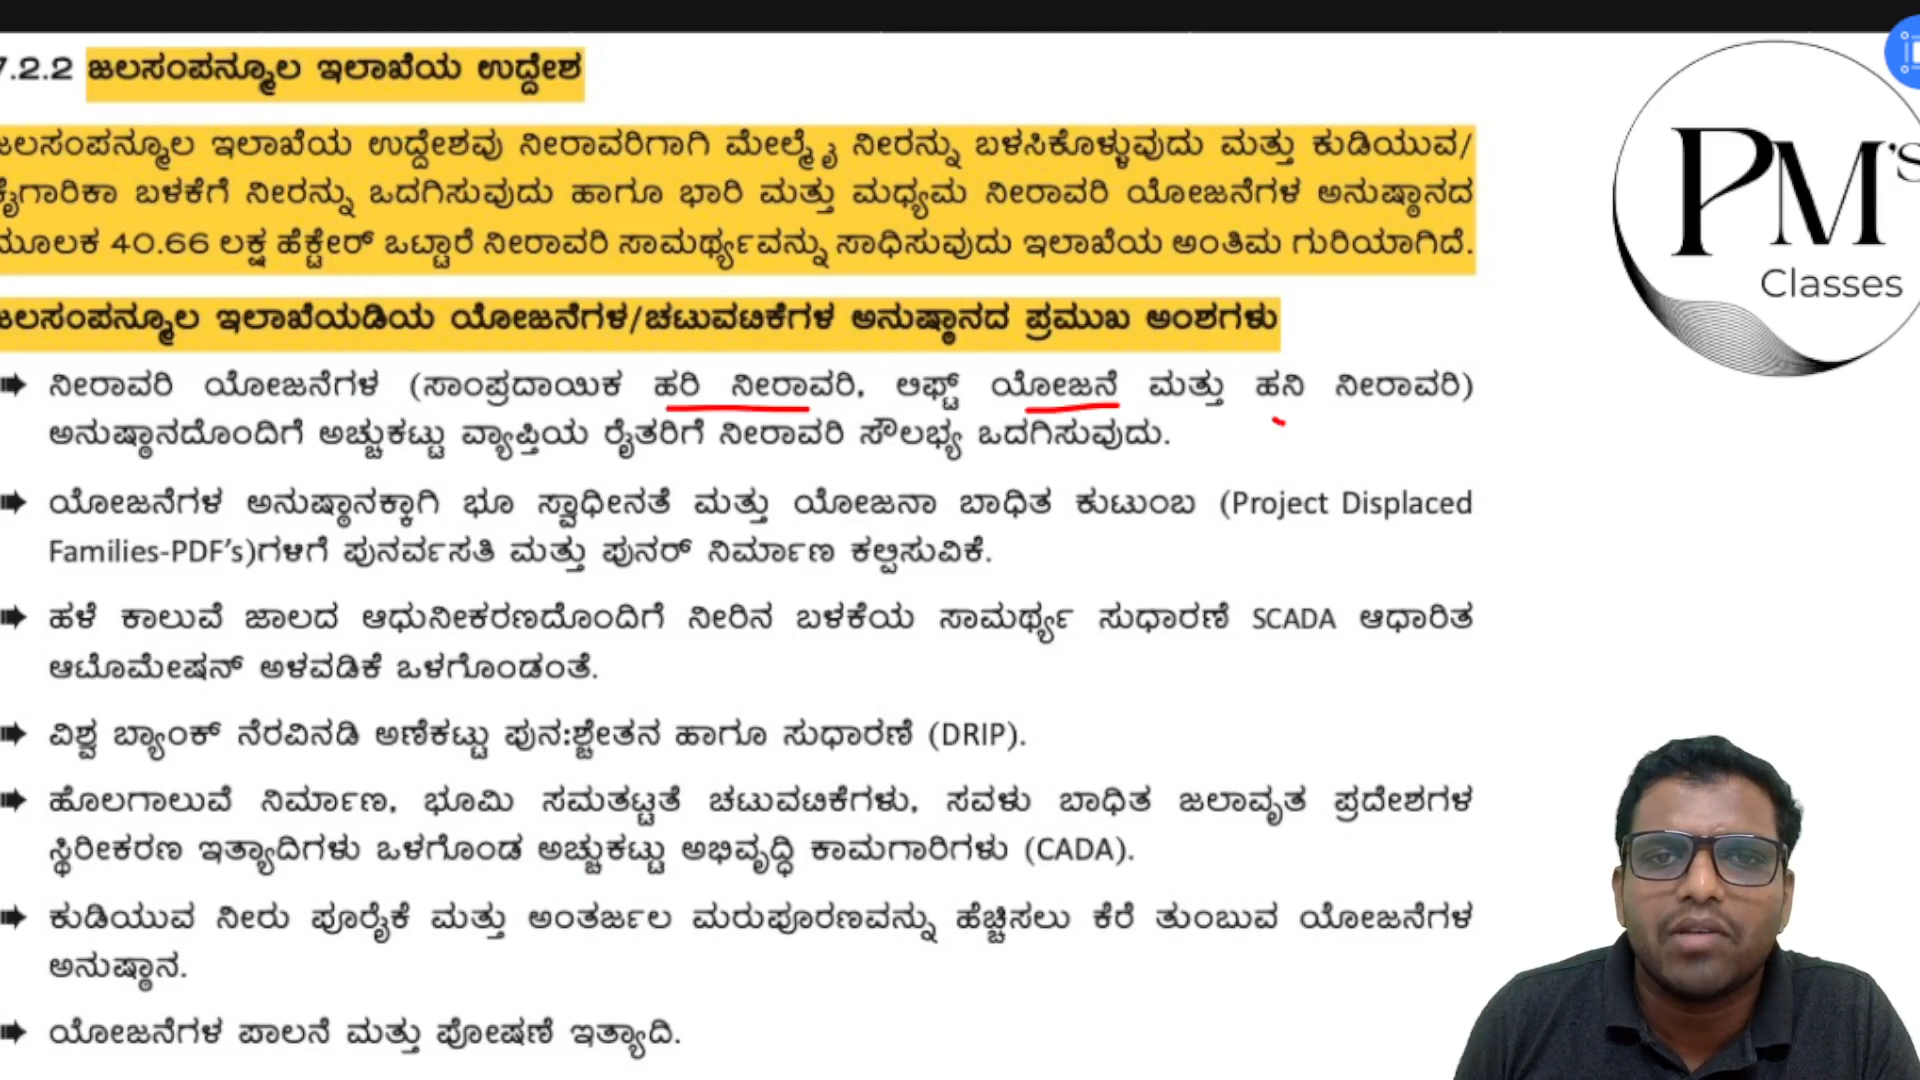 7.2.2 ಜಲಸಂಪನ್ಮೂಲ ಇಲಾಖೆಯ ಉದ್ದೇಶ
ಜಲಸಂಪನ್ಮೂಲ ಇಲಾಖೆಯ ಉದ್ದೇಶವು ನೀರಾವರಿಗಾಗಿ ಮೇಲ್ಮೈ ನೀರನ್ನು ಬಳಸಿಕೊಳ್ಳುವುದು ಮತ್ತು ಕುಡಿಯುವ/
ಕೈಗಾರಿಕಾ ಬಳಕೆಗೆ ನೀರನ್ನು ಒದಗಿಸುವುದು ಹಾಗೂ ಭಾರಿ ಮತ್ತು ಮಧ್ಯಮ ನೀರಾವರಿ ಯೋಜನೆಗಳ ಅನುಷ್ಠಾನದ
ಮೂಲಕ 40.66 ಲಕ್ಷ ಹೆಕ್ಟೇರ್ ಒಟ್ಟಾರೆ ನೀರಾವರಿ ಸಾಮರ್ಥ್ಯವನ್ನು ಸಾಧಿಸುವುದು ಇಲಾಖೆಯ ಅಂತಿಮ ಗುರಿಯಾಗಿದೆ.
ಜಲಸಂಪನ್ಮೂಲ ಇಲಾಖೆಯಡಿಯ ಯೋಜನೆಗಳ/ಚಟುವಟಿಕೆಗಳ ಅನುಷ್ಠಾನದ ಪ್ರಮುಖ ಅಂಶಗಳು
➠ ನೀರಾವರಿ ಯೋಜನೆಗಳ (ಸಾಂಪ್ರದಾಯಿಕ ಹರಿ ನೀರಾವರಿ, ಲಿಫ್ಟ್ ಯೋಜನೆ ಮತ್ತು ಹನಿ ನೀರಾವರಿ)
ಅನುಷ್ಠಾನದೊಂದಿಗೆ ಅಚ್ಚುಕಟ್ಟು ವ್ಯಾಪ್ತಿಯ ರೈತರಿಗೆ ನೀರಾವರಿ ಸೌಲಭ್ಯ ಒದಗಿಸುವುದು.
➠ ಯೋಜನೆಗಳ ಅನುಷ್ಠಾನಕ್ಕಾಗಿ ಭೂ ಸ್ವಾಧೀನತೆ ಮತ್ತು ಯೋಜನಾ ಬಾಧಿತ ಕುಟುಂಬ (Project Displaced
Families-PDF's)ಗಳಿಗೆ ಪುನರ್ವಸತಿ ಮತ್ತು ಪುನರ್ ನಿರ್ಮಾಣ ಕಲ್ಪಿಸುವಿಕೆ.
➠ ಹಳೆ ಕಾಲುವೆ ಜಾಲದ ಆಧುನೀಕರಣದೊಂದಿಗೆ ನೀರಿನ ಬಳಕೆಯ ಸಾಮರ್ಥ್ಯ ಸುಧಾರಣೆ SCADA ಆಧಾರಿತ
ಆಟೊಮೇಷನ್ ಅಳವಡಿಕೆ ಒಳಗೊಂಡಂತೆ.
➠ ವಿಶ್ವ ಬ್ಯಾಂಕ್ ನೆರವಿನಡಿ ಅಣೆಕಟ್ಟು ಪುನಃಶ್ಚೇತನ ಹಾಗೂ ಸುಧಾರಣೆ (DRIP).
➠ ಹೊಲಗಾಲುವೆ ನಿರ್ಮಾಣ, ಭೂಮಿ ಸಮತಟ್ಟತೆ ಚಟುವಟಿಕೆಗಳು, ಸವಳು ಬಾಧಿತ ಜಲಾವೃತ ಪ್ರದೇಶಗಳ
ಸ್ಥಿರೀಕರಣ ಇತ್ಯಾದಿಗಳು ಒಳಗೊಂಡ ಅಚ್ಚುಕಟ್ಟು ಅಭಿವೃದ್ಧಿ ಕಾಮಗಾರಿಗಳು (CADA).
➠ ಕುಡಿಯುವ ನೀರು ಪೂರೈಕೆ ಮತ್ತು ಅಂತರ್ಜಲ ಮರುಪೂರಣವನ್ನು ಹೆಚ್ಚಿಸಲು ಕೆರೆ ತುಂಬುವ ಯೋಜನೆಗಳ
ಅನುಷ್ಠಾನ.
➠ ಯೋಜನೆಗಳ ಪಾಲನೆ ಮತ್ತು ಪೋಷಣೆ ಇತ್ಯಾದಿ.
PM's
Classes